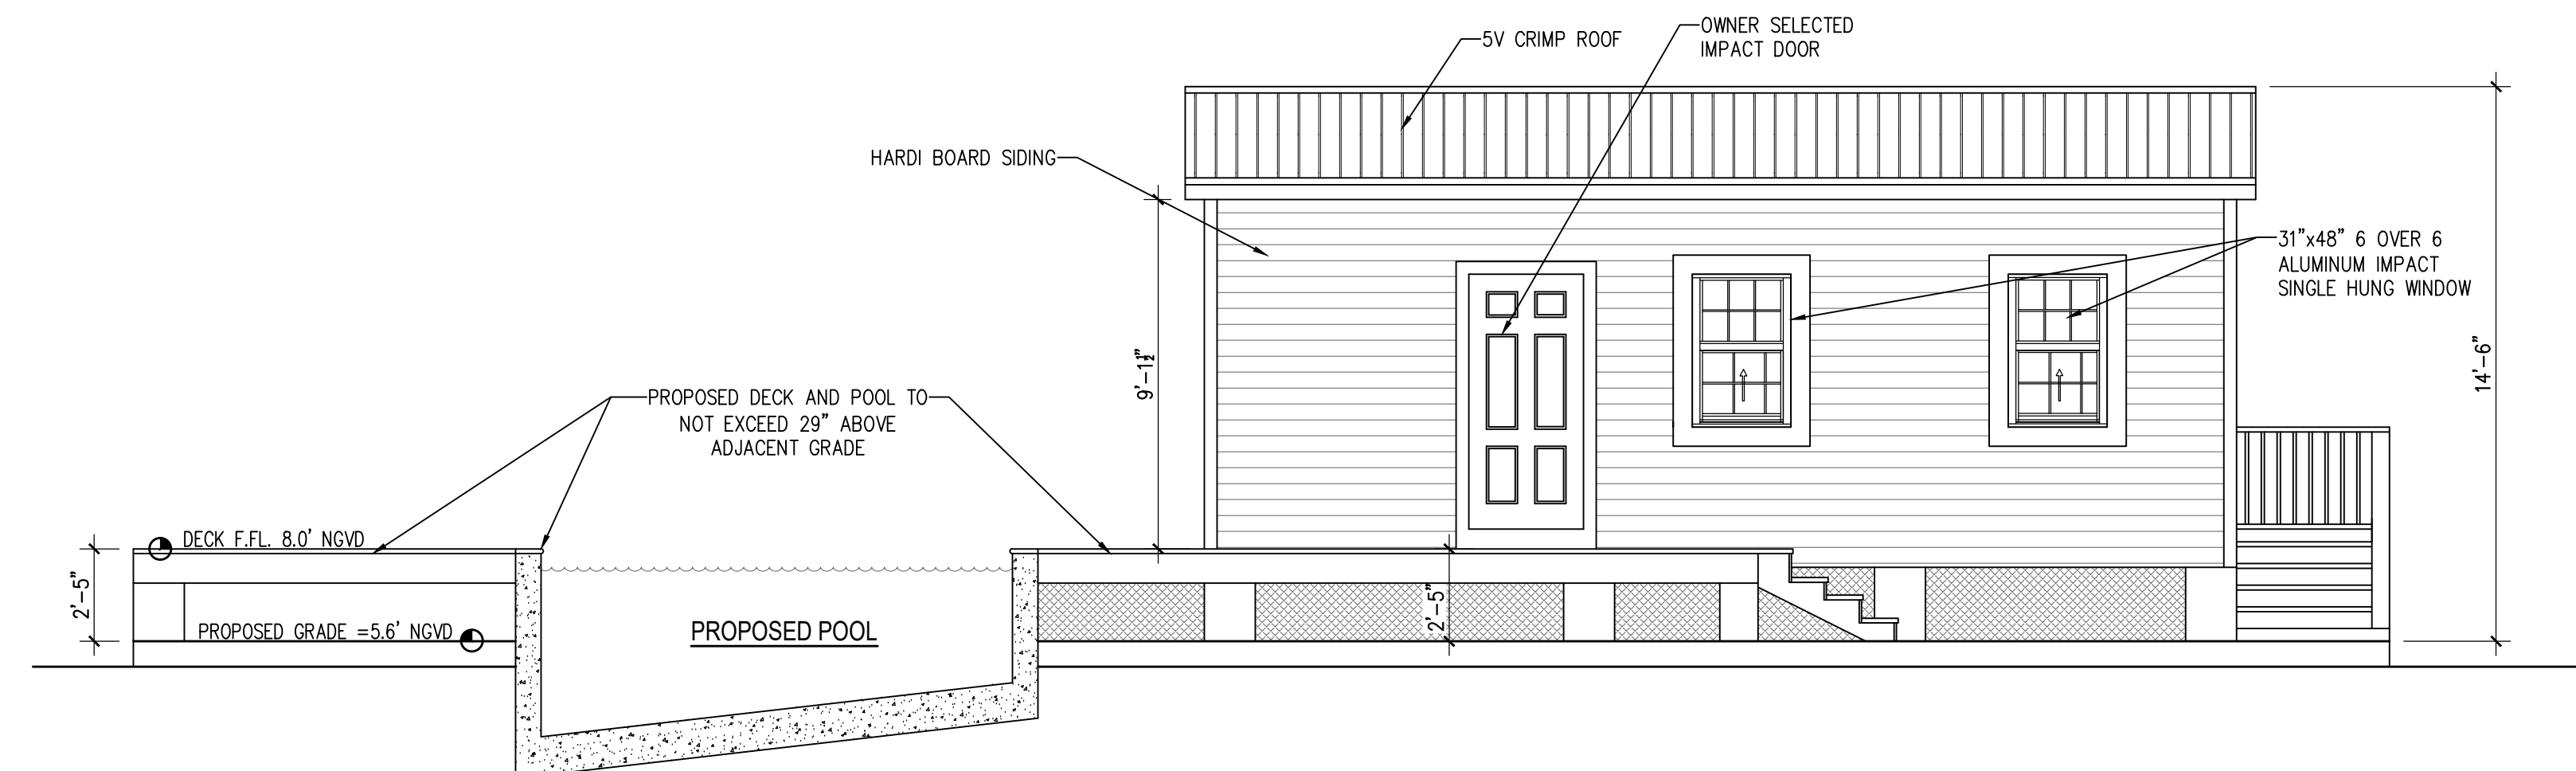 OWNER SELECTED
IMPACT DOOR
5V CRIMP ROOF
HARDI BOARD SIDING
31"x48" 6 OVER 6
ALUMINUM IMPACT
SINGLE HUNG WINDOW
9'-1½"
14'-6"
PROPOSED DECK AND POOL TO
NOT EXCEED 29" ABOVE
ADJACENT GRADE
DECK F.FL. 8.0' NGVD
2'-5"
PROPOSED GRADE =5.6' NGVD
PROPOSED POOL
2'-5"